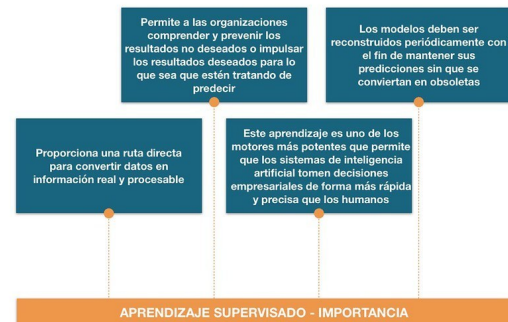 Permite a las organizaciones
comprender y prevenir los
resultados no deseados o impulsar
los resultados deseados para lo
que sea que estén tratando de
predecir
Los modelos deben ser
reconstruidos periódicamente con
el fin de mantener sus
predicciones sin que se
conviertan en obsoletas
Proporciona una ruta directa
para convertir datos en
información real y procesable
Este aprendizaje es uno de los
motores más potentes que permite
que los sistemas de inteligencia
artificial tomen decisiones
empresariales de forma más rápida
y precisa que los humanos
APRENDIZAJE SUPERVISADO - IMPORTANCIA